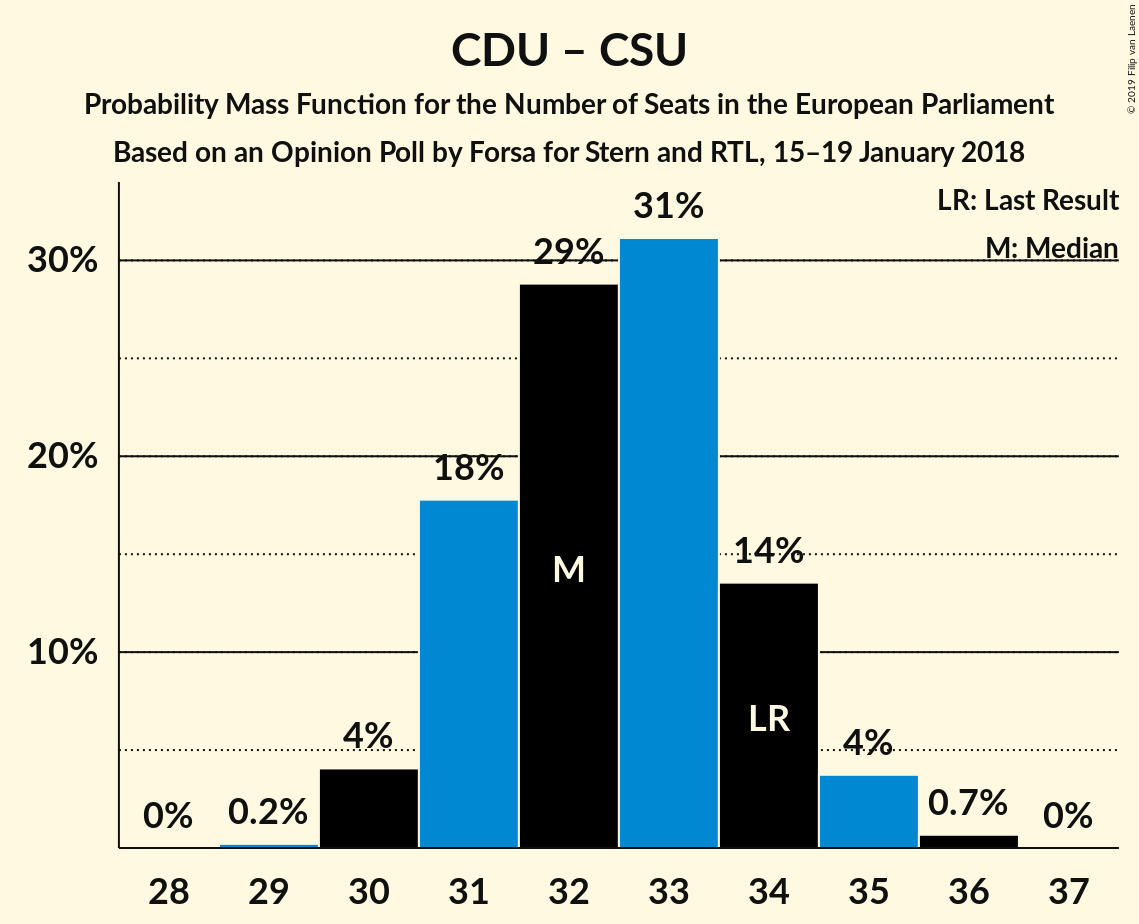 CDU – CSU
Probability Mass Function for the Number of Seats in the European Parliament
Based on an Opinion Poll by Forsa for Stern and RTL, 15–19 January 2018
© 2019 Filip van Laenen
LR: Last Result
M: Median
30%
20%
10%
0%
0.2%
4%
18%
29%
31%
14%
4%
0.7%
0%
M
LR
28 29 30 31 32 33 34 35 36 37